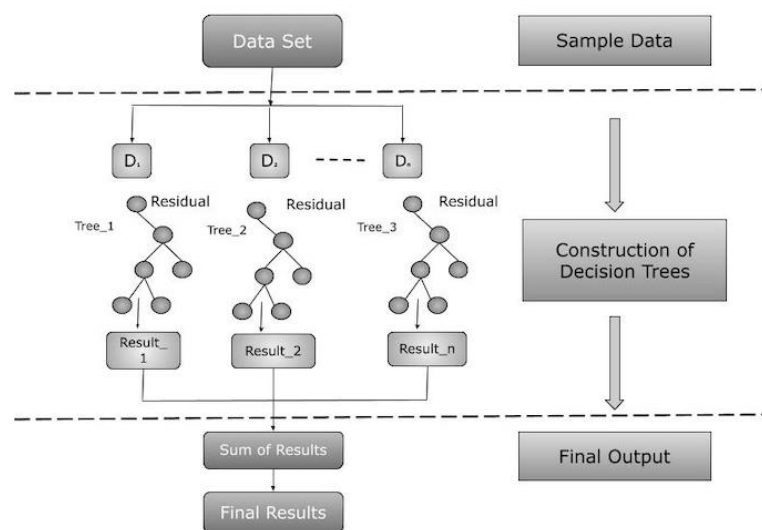 Data Set
Sample Data
D₁
D₂
Dₙ
Residual
Residual
Residual
Tree_1
Tree_2
Tree_3
Construction of
Decision Trees
Result_
1
Result_2
Result_n
Sum of Results
Final Output
Final Results